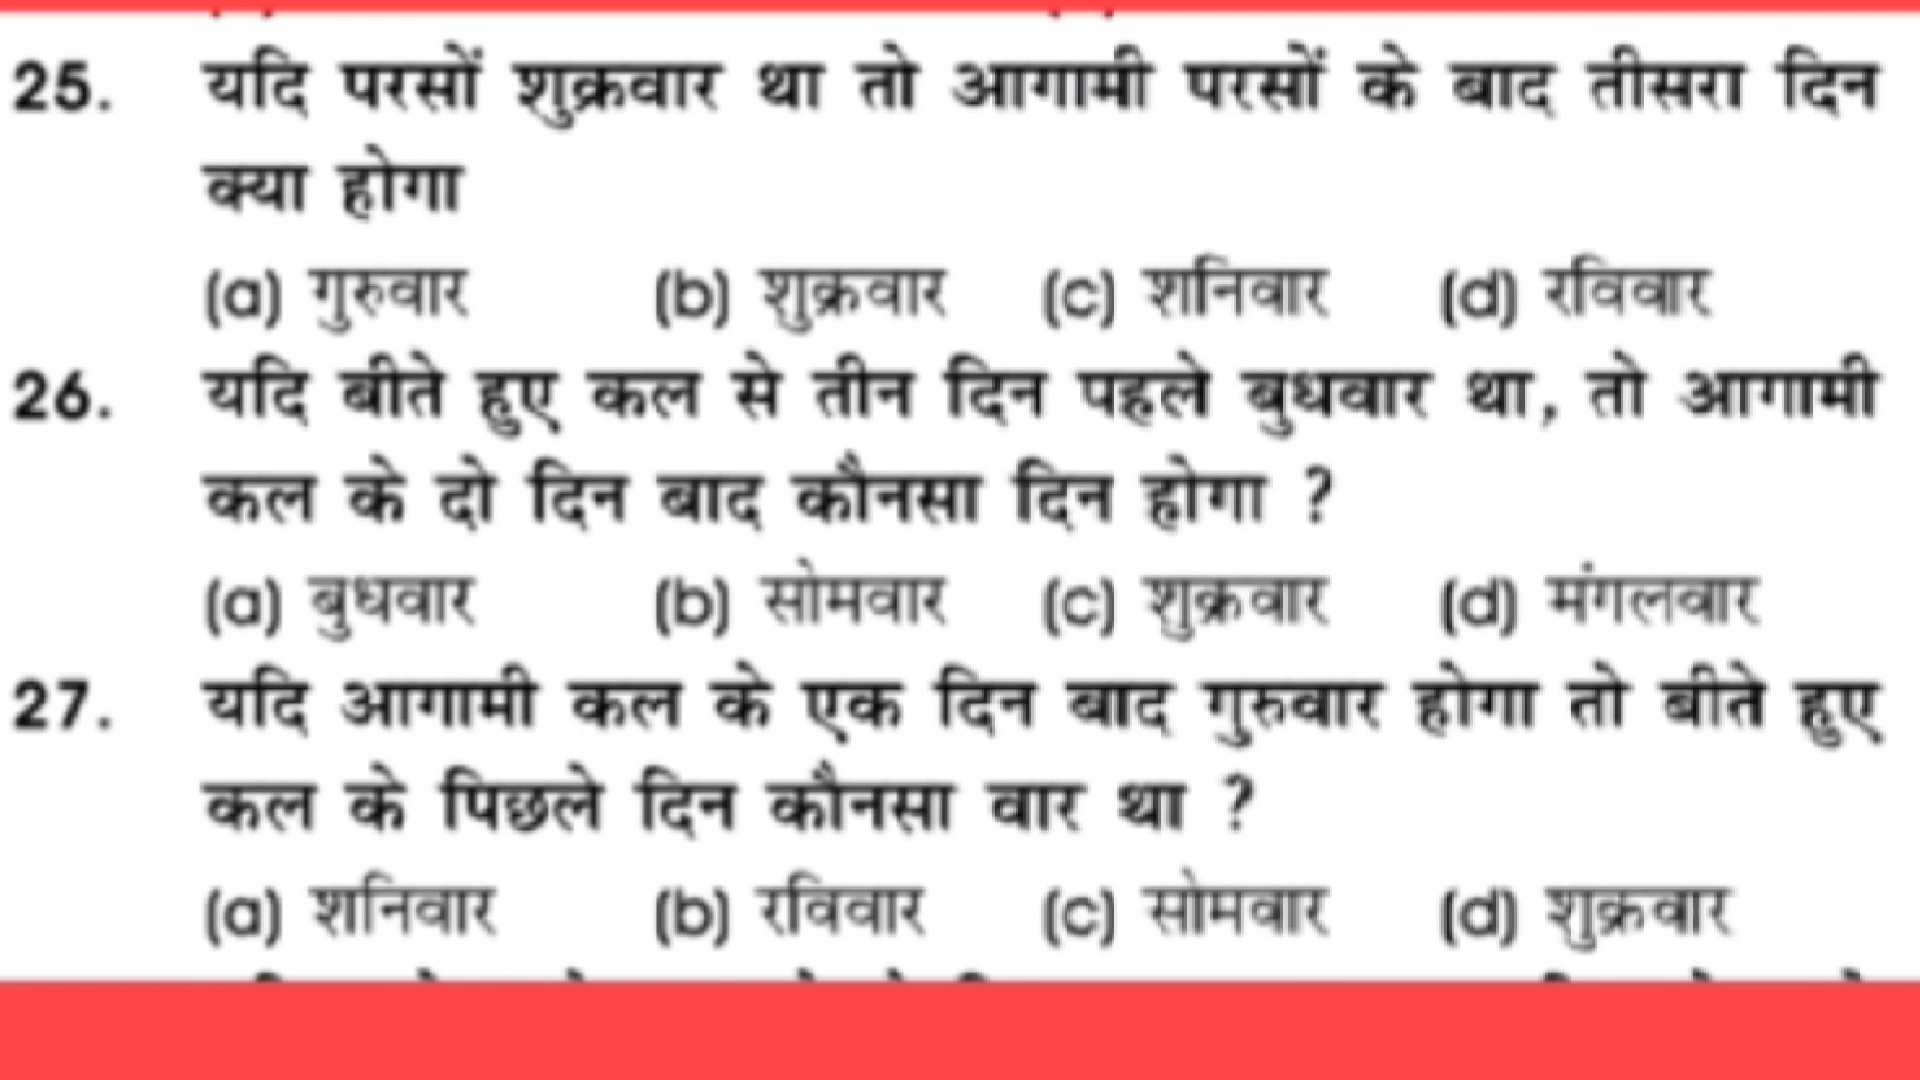 25. यदि परसों शुक्रवार था तो आगामी परसों के बाद तीसरा दिन
क्या होगा
(a) गुरुवार (b) शुक्रवार (c) शनिवार (d) रविवार
26. यदि बीते हुए कल से तीन दिन पहले बुधवार था, तो आगामी
कल के दो दिन बाद कौनसा दिन होगा ?
(a) बुधवार (b) सोमवार (c) शुक्रवार (d) मंगलवार
27. यदि आगामी कल के एक दिन बाद गुरुवार होगा तो बीते हुए
कल के पिछले दिन कौनसा वार था ?
(a) शनिवार (b) रविवार (c) सोमवार (d) शुक्रवार